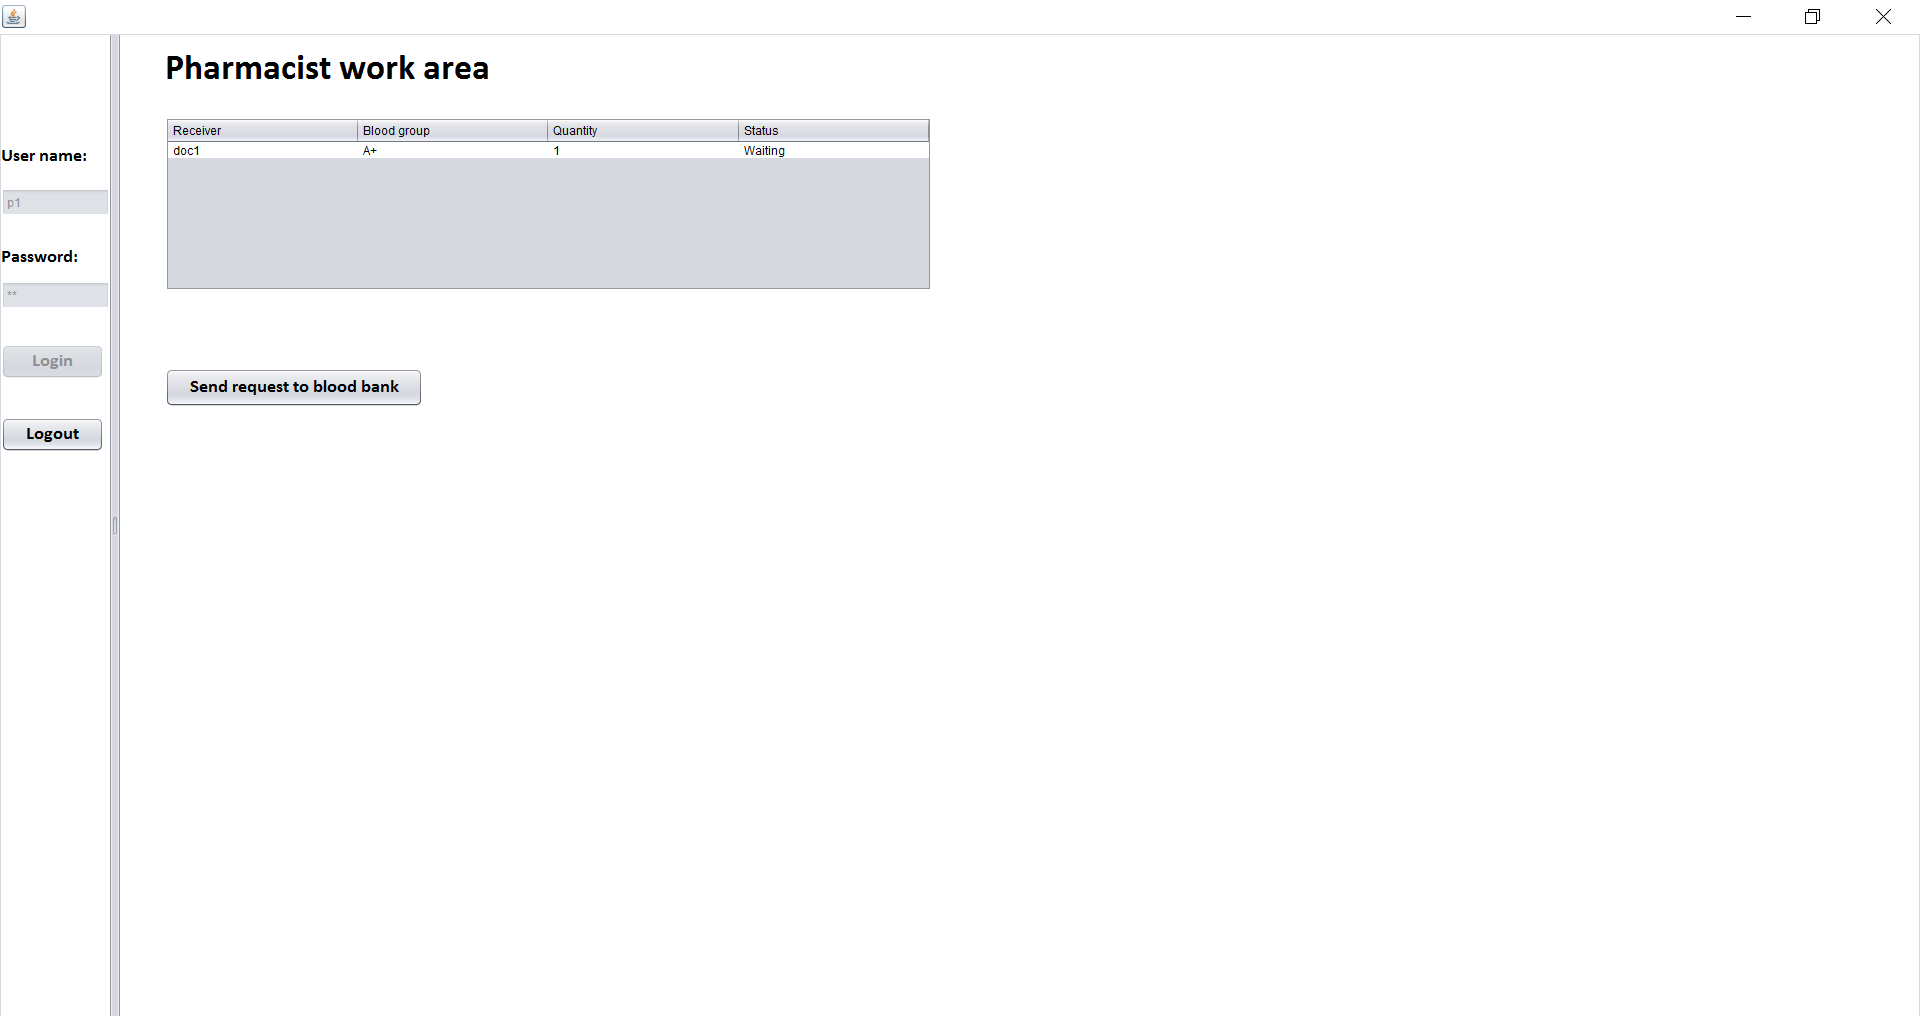 Pharmacist work area
Receiver Blood group Quantity Status
doc1 A+ 1 Waiting
User name:
p1
Password:
**
Login
Logout
Send request to blood bank